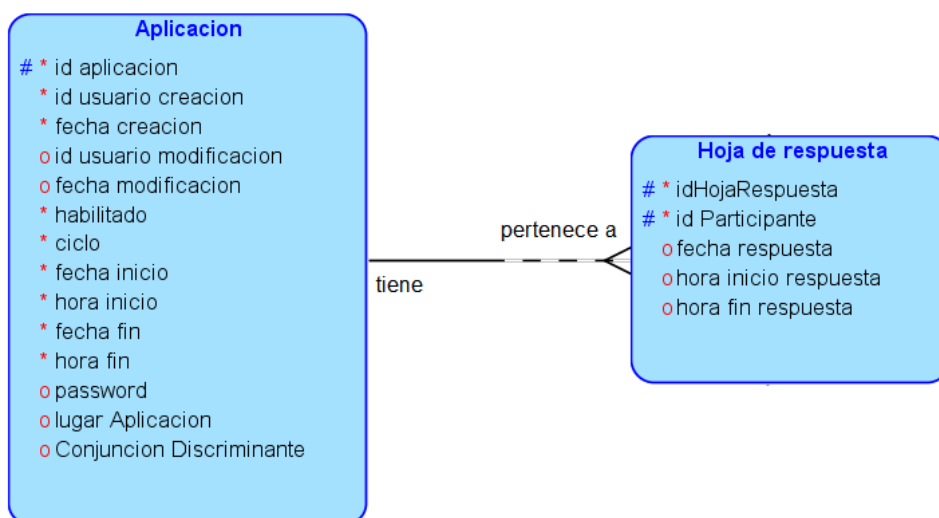 Aplicacion
# * id aplicacion
* id usuario creacion
* fecha creacion
o id usuario modificacion
o fecha modificacion
* habilitado
* ciclo
* fecha inicio
* hora inicio
* fecha fin
* hora fin
o password
o lugar Aplicacion
o Conjuncion Discriminante
pertenece a
tiene
Hoja de respuesta
# * idHojaRespuesta
# * id Participante
o fecha respuesta
o hora inicio respuesta
o hora fin respuesta